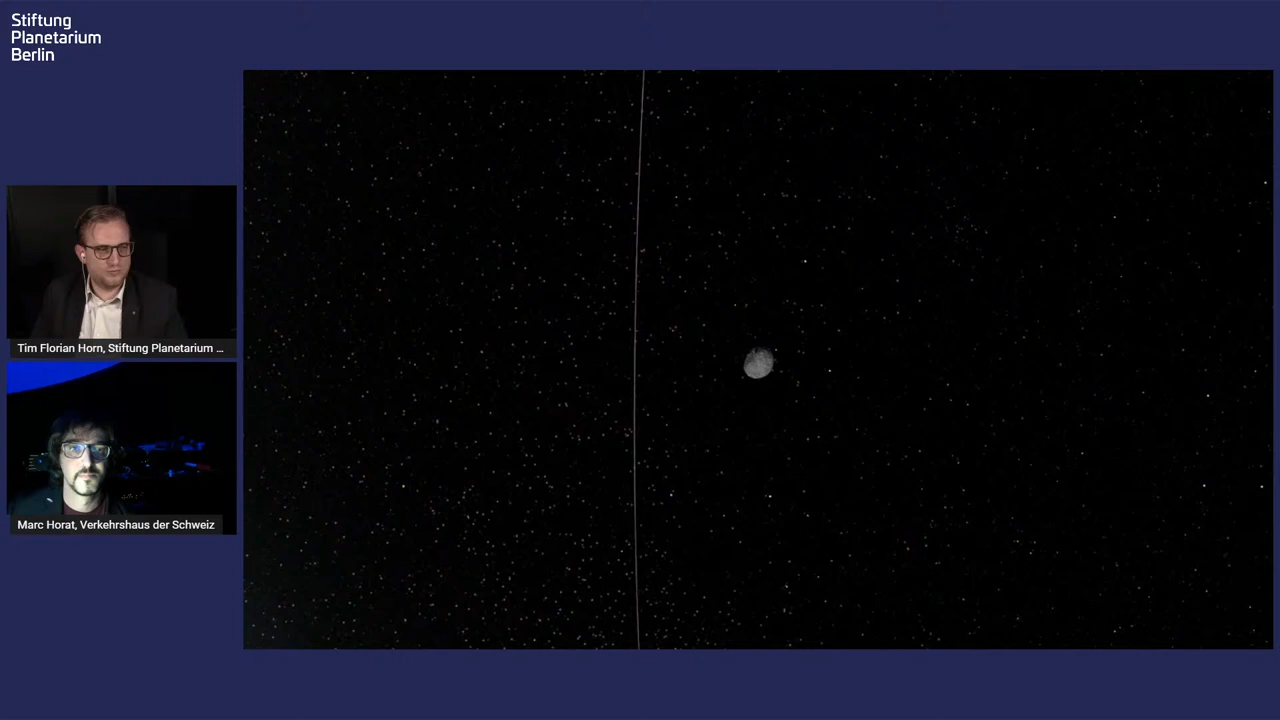 Stiftung
Planetarium
Berlin
Tim Florian Horn, Stiftung Planetarium ...
Marc Horat, Verkehrshaus der Schweiz